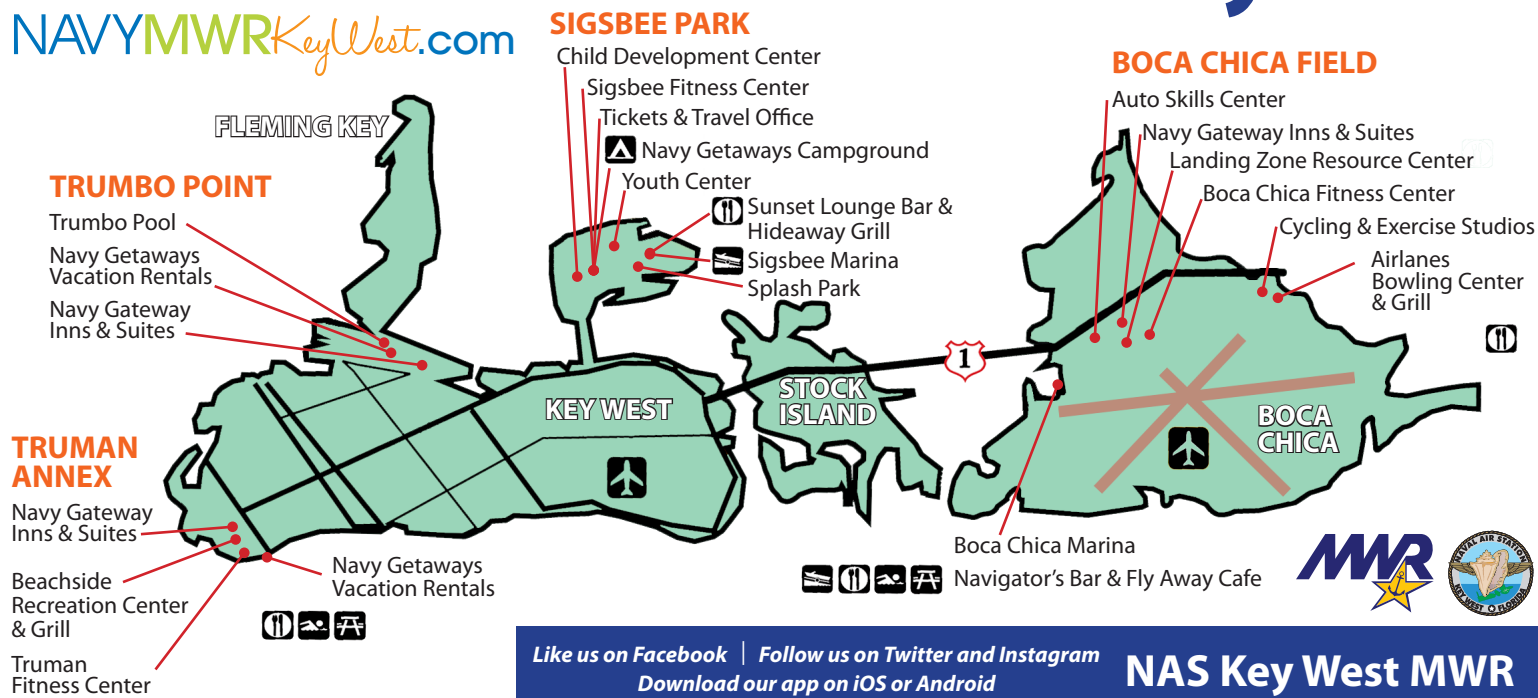 NAVYMWRKeyWest.com
SIGSBEE PARK
Child Development Center
Sigsbee Fitness Center
Tickets & Travel Office
Navy Getaways Campground
Youth Center
Sunset Lounge Bar &
Hideaway Grill
Sigsbee Marina
Splash Park
BOCA CHICA FIELD
Auto Skills Center
Navy Gateway Inns & Suites
Landing Zone Resource Center
Boca Chica Fitness Center
Cycling & Exercise Studios
Airlanes
Bowling Center
& Grill
FLEMING KEY
TRUMBO POINT
Trumbo Pool
Navy Getaways
Vacation Rentals
Navy Gateway
Inns & Suites
1
KEY WEST
STOCK
ISLAND
BOCA
CHICA
TRUMAN
ANNEX
Navy Gateway
Inns & Suites
Beachside
Recreation Center
& Grill
Truman
Fitness Center
Navy Getaways
Vacation Rentals
Boca Chica Marina
Navigator's Bar & Fly Away Cafe
MWR
NAVAL AIR STATION
KEY WEST FLORIDA
Like us on Facebook | Follow us on Twitter and Instagram
Download our app on iOS or Android
NAS Key West MWR